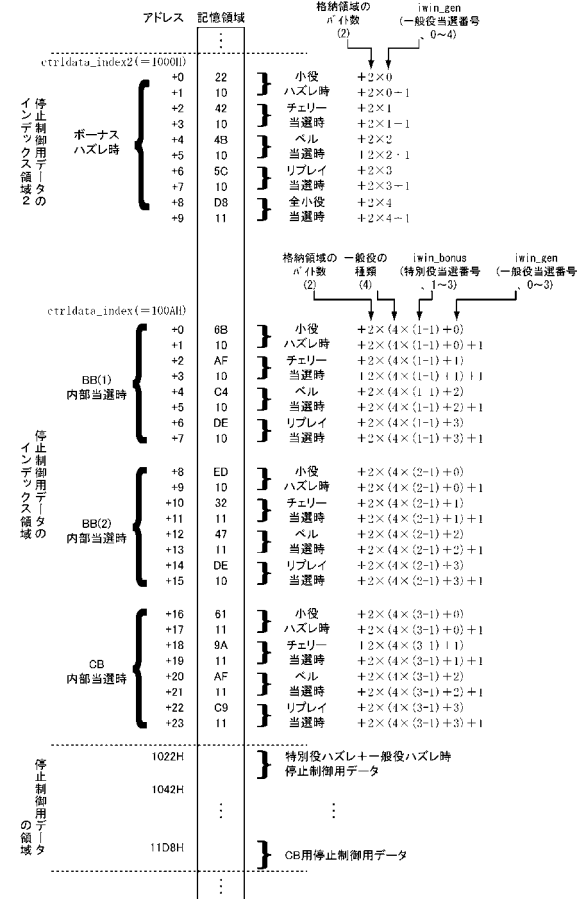 アドレス 記憶領域
格納領域の バイト数 (2)
iwin_gen (一般役当選番号 、0～4)
ctrldata_index2(=1000H)
停止制御用データの インデックス領域2
ボーナス ハズレ時
+0 22 小役 +2×0
+1 10 ハズレ時 +2×0+1
+2 42 チェリー +2×1
+3 10 当選時 +2×1+1
+4 4B ベル +2×2
+5 10 当選時 +2×2+1
+6 5C リプレイ +2×3
+7 10 当選時 +2×3+1
+8 D8 全小役 +2×4
+9 11 当選時 +2×4+1
格納領域の バイト数 (2)
一般役の 種類 (4)
iwin_bonus (特別役当選番号 、1～3)
iwin_gen (一般役当選番号 、0～3)
ctrldata_index(=100AH)
停止制御用データの インデックス領域
BB(1) 内部当選時
+0 6B 小役 +2×(4×(1-1)+0)
+1 10 ハズレ時 +2×(4×(1-1)+0)+1
+2 AF チェリー +2×(4×(1-1)+1)
+3 10 当選時 +2×(4×(1-1)+1)+1
+4 C4 ベル +2×(4×(1-1)+2)
+5 10 当選時 +2×(4×(1-1)+2)+1
+6 DE リプレイ +2×(4×(1-1)+3)
+7 10 当選時 +2×(4×(1-1)+3)+1
BB(2) 内部当選時
+8 ED 小役 +2×(4×(2-1)+0)
+9 10 ハズレ時 +2×(4×(2-1)+0)+1
+10 32 チェリー +2×(4×(2-1)+1)
+11 11 当選時 +2×(4×(2-1)+1)+1
+12 47 ベル +2×(4×(2-1)+2)
+13 11 当選時 +2×(4×(2-1)+2)+1
+14 DE リプレイ +2×(4×(2-1)+3)
+15 10 当選時 +2×(4×(2-1)+3)+1
CB 内部当選時
+16 61 小役 +2×(4×(3-1)+0)
+17 11 ハズレ時 +2×(4×(3-1)+0)+1
+18 9A チェリー +2×(4×(3-1)+1)
+19 11 当選時 +2×(4×(3-1)+1)+1
+20 AF ベル +2×(4×(3-1)+2)
+21 11 当選時 +2×(4×(3-1)+2)+1
+22 C9 リプレイ +2×(4×(3-1)+3)
+23 11 当選時 +2×(4×(3-1)+3)+1
停止制御用データ の領域
1022H 特別役ハズレ+一般役ハズレ時
停止制御用データ
1042H
11D8H CB用停止制御用データ